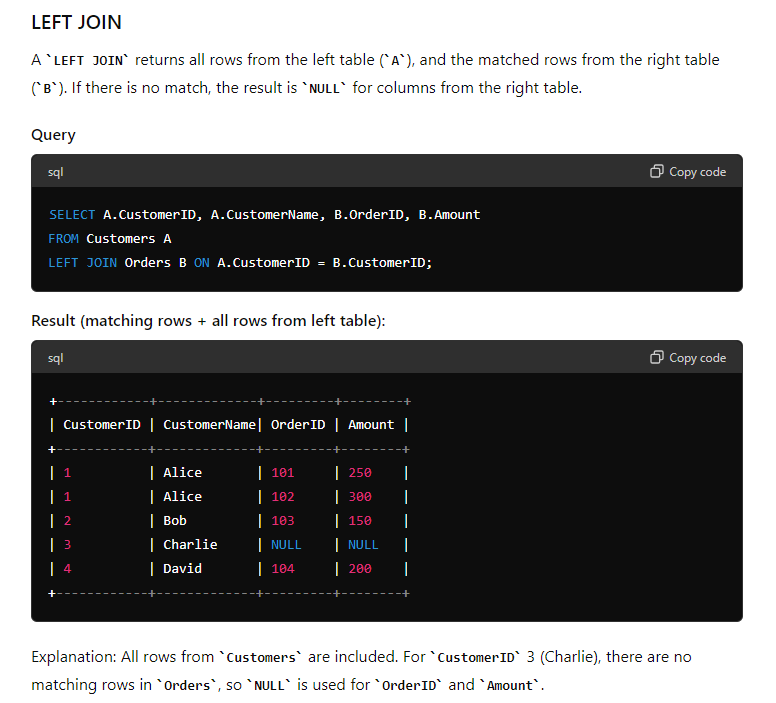 LEFT JOIN
A `LEFT JOIN` returns all rows from the left table (`A`), and the matched rows from the right table
(`B`). If there is no match, the result is `NULL` for columns from the right table.
Query
sql Copy code
SELECT A.CustomerID, A.CustomerName, B.OrderID, B.Amount
FROM Customers A
LEFT JOIN Orders B ON A.CustomerID = B.CustomerID;
Result (matching rows + all rows from left table):
sql Copy code
+------------+-------------+---------+--------+
| CustomerID | CustomerName| OrderID | Amount |
+------------+-------------+---------+--------+
| 1          | Alice       | 101     | 250    |
| 1          | Alice       | 102     | 300    |
| 2          | Bob         | 103     | 150    |
| 3          | Charlie     | NULL    | NULL   |
| 4          | David       | 104     | 200    |
+------------+-------------+---------+--------+
Explanation: All rows from `Customers` are included. For `CustomerID` 3 (Charlie), there are no
matching rows in `Orders`, so `NULL` is used for `OrderID` and `Amount`.